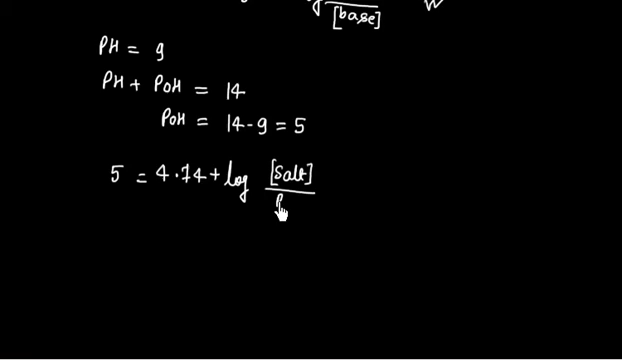 [base]
PH = 9
PH + POH = 14
POH = 14 - 9 = 5
5 = 4.74 + log [Salt]